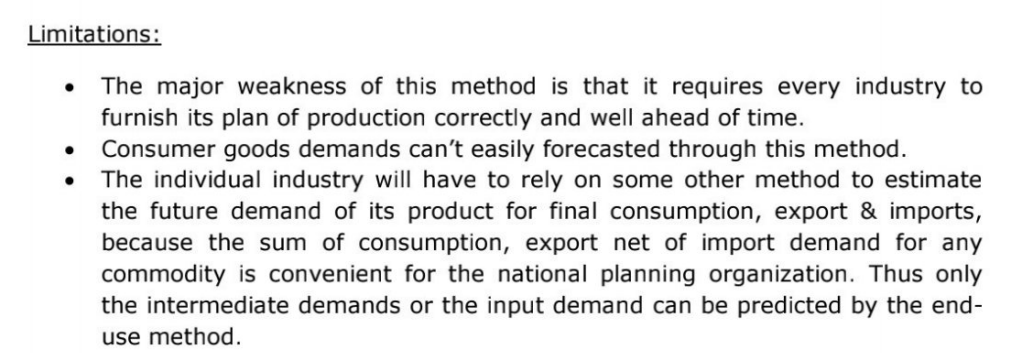 Limitations:
• The major weakness of this method is that it requires every industry to
furnish its plan of production correctly and well ahead of time.
• Consumer goods demands can't easily forecasted through this method.
• The individual industry will have to rely on some other method to estimate
the future demand of its product for final consumption, export & imports,
because the sum of consumption, export net of import demand for any
commodity is convenient for the national planning organization. Thus only
the intermediate demands or the input demand can be predicted by the end-
use method.